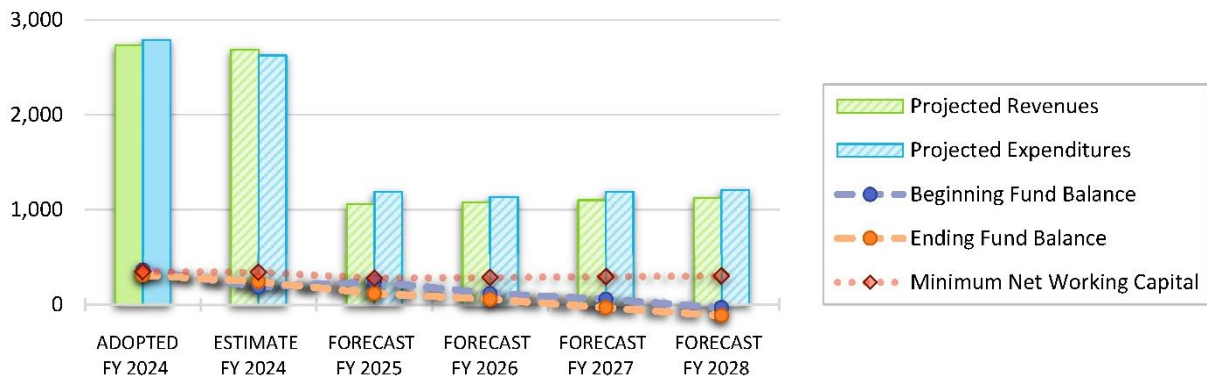 3,000
2,000
1,000
0
ADOPTED FY 2024
ESTIMATE FY 2024
FORECAST FY 2025
FORECAST FY 2026
FORECAST FY 2027
FORECAST FY 2028
Projected Revenues
Projected Expenditures
Beginning Fund Balance
Ending Fund Balance
Minimum Net Working Capital